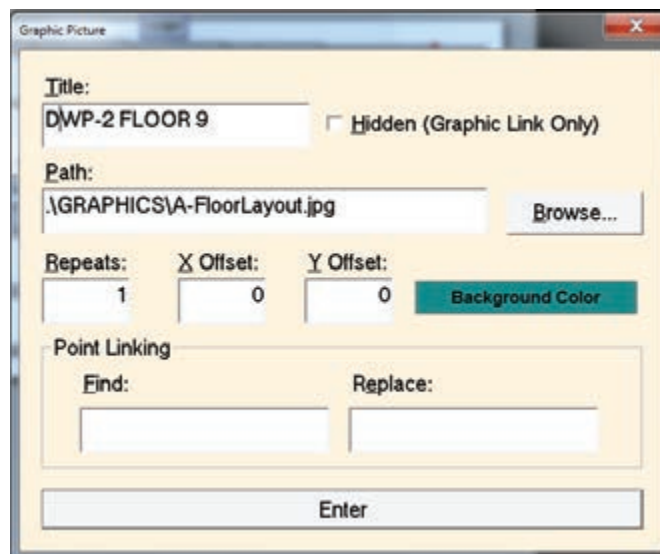 Graphic Picture
X
Title:
DWP-2 FLOOR 9
Hidden (Graphic Link Only)
Path:
.\GRAPHICS\A-FloorLayout.jpg
Browse...
Repeats: X Offset: Y Offset:
1 0 0 Background Color
Point Linking
Find: Replace:
Enter